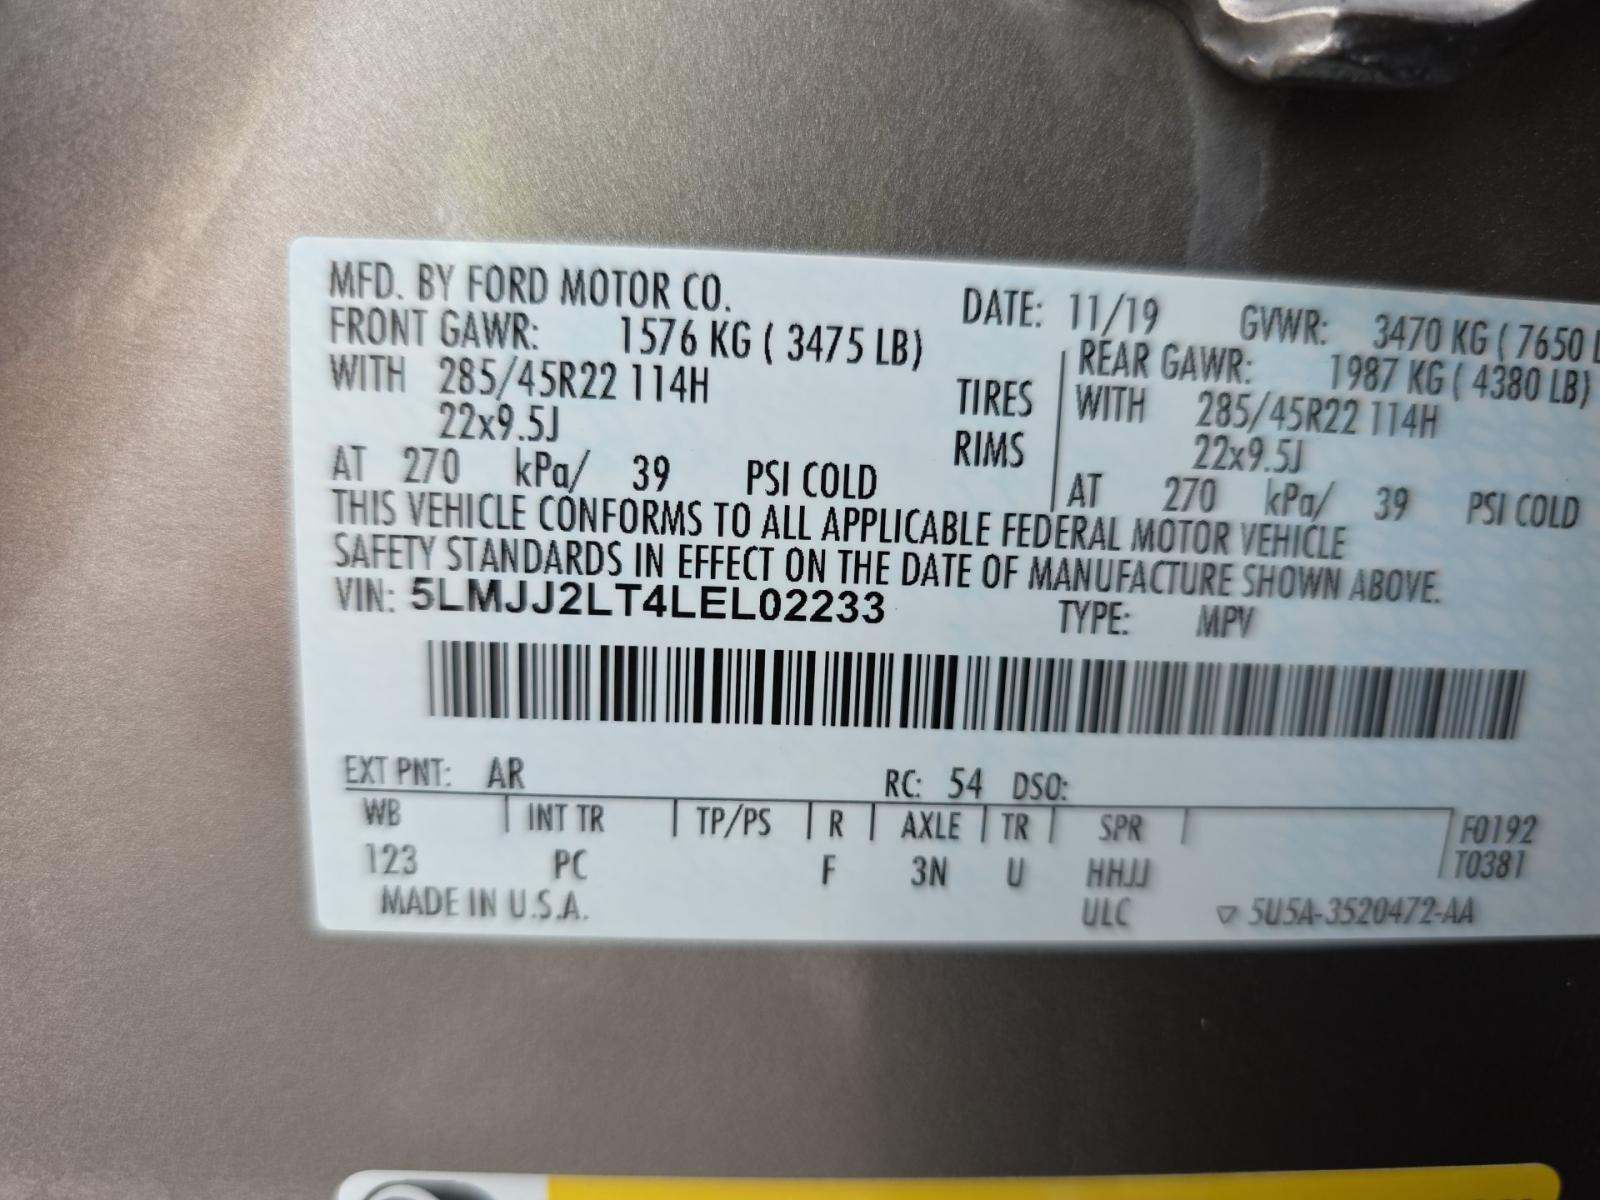 MFD. BY FORD MOTOR CO. DATE: 11/19 GVWR: 3470 KG ( 7650 L
FRONT GAWR: 1576 KG ( 3475 LB) REAR GAWR: 1987 KG ( 4380 LB)
WITH 285/45R22 114H TIRES WITH 285/45R22 114H
22x9.5J RIMS 22x9.5J
AT 270 kPa/ 39 PSI COLD AT 270 kPa/ 39 PSI COLD
THIS VEHICLE CONFORMS TO ALL APPLICABLE FEDERAL MOTOR VEHICLE
SAFETY STANDARDS IN EFFECT ON THE DATE OF MANUFACTURE SHOWN ABOVE.
VIN: 5LMJJ2LT4LEL02233 TYPE: MPV
EXT PNT: AR RC: 54 DSO:
WB INT TR TP/PS R AXLE TR SPR F0192
123 PC F 3N U HHJJ T0381
MADE IN U.S.A. ULC ▽ 5U5A-3520472-AA